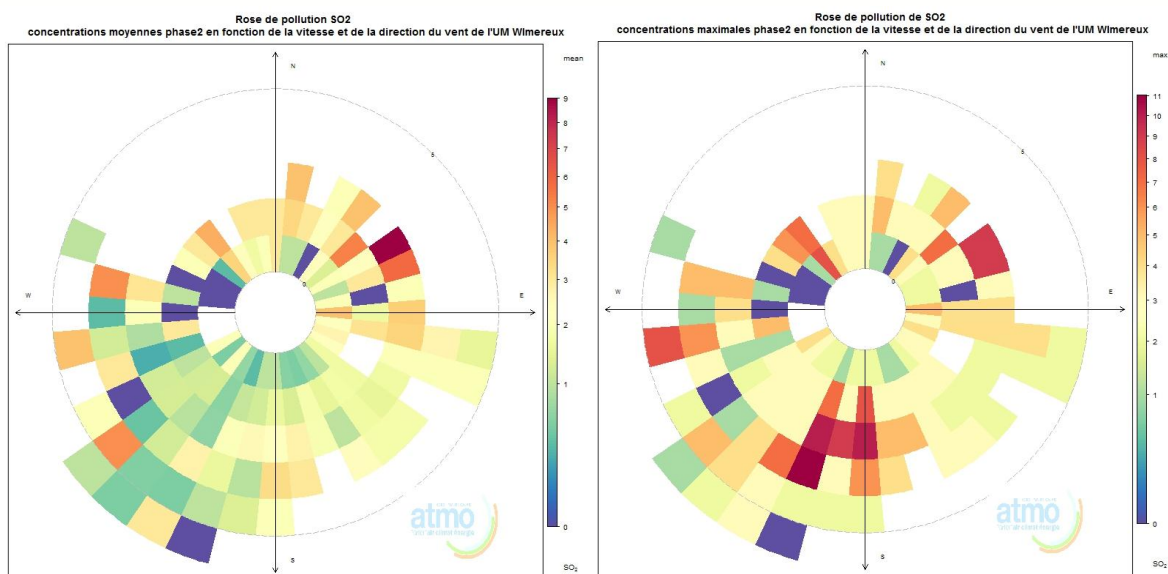 Rose de pollution SO2
concentrations moyennes phase2 en fonction de la vitesse et de la direction du vent de l'UM WImereux
mean
N
9
8
7
6
5
4
3
2
1
0
5
0
W
E
S
atmo
SO₂
Rose de pollution de SO2
concentrations maximales phase2 en fonction de la vitesse et de la direction du vent de l'UM WImereux
max
N
11
10
9
8
7
6
5
4
3
2
1
0
0
W
E
S
atmo
SO₂